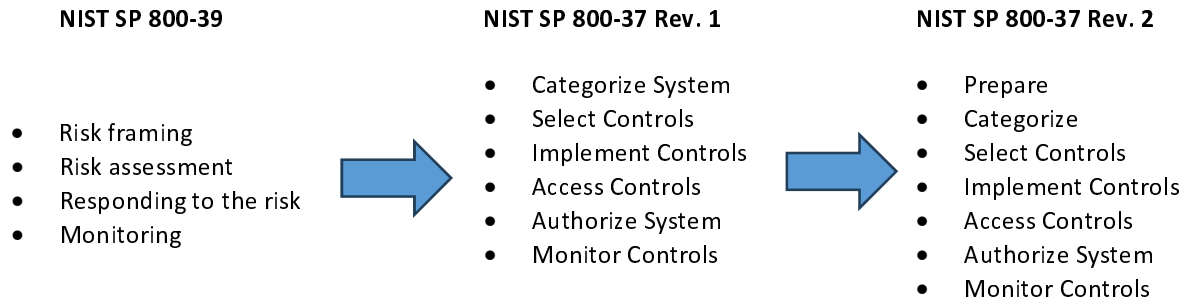 NIST SP 800-39
• Risk framing
• Risk assessment
• Responding to the risk
• Monitoring
NIST SP 800-37 Rev. 1
• Categorize System
• Select Controls
• Implement Controls
• Access Controls
• Authorize System
• Monitor Controls
NIST SP 800-37 Rev. 2
• Prepare
• Categorize
• Select Controls
• Implement Controls
• Access Controls
• Authorize System
• Monitor Controls